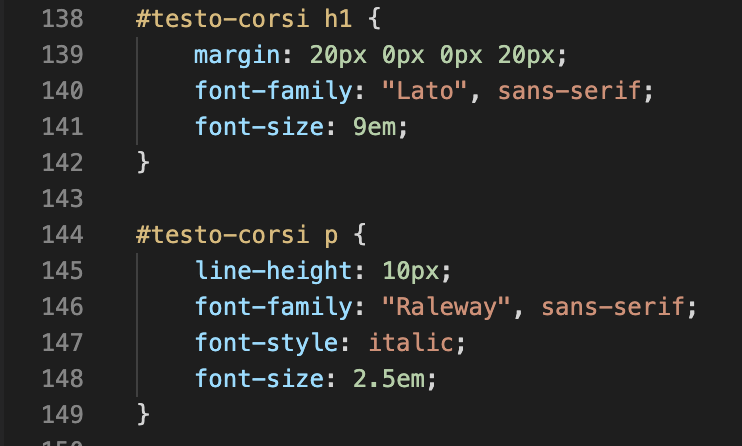 138 #testo-corsi h1 {
139 margin: 20px 0px 0px 20px;
140 font-family: "Lato", sans-serif;
141 font-size: 9em;
142 }
143
144 #testo-corsi p {
145 line-height: 10px;
146 font-family: "Raleway", sans-serif;
147 font-style: italic;
148 font-size: 2.5em;
149 }